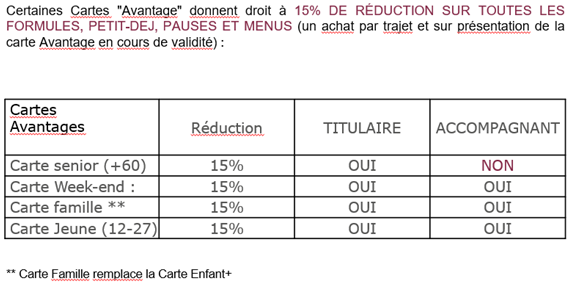 Certaines Cartes "Avantage" donnent droit à 15% DE RÉDUCTION SUR TOUTES LES
FORMULES, PETIT-DEJ, PAUSES ET MENUS (un achat par trajet et sur présentation de la
carte Avantage en cours de validité) :
Cartes
Avantages Réduction TITULAIRE ACCOMPAGNANT
Carte senior (+60) 15% OUI NON
Carte Week-end : 15% OUI OUI
Carte famille ** 15% OUI OUI
Carte Jeune (12-27) 15% OUI OUI
** Carte Famille remplace la Carte Enfant+